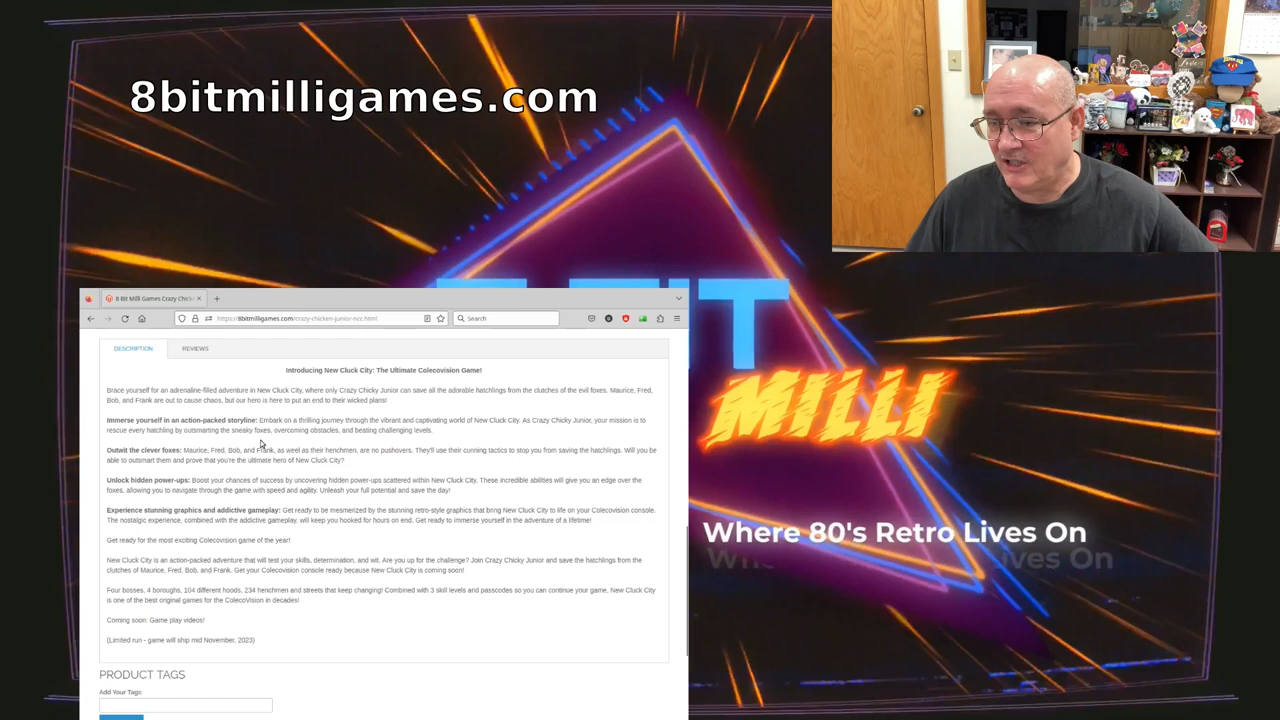 8bitmilligames.com
8 Bit Milli Games Crazy Chick
https://8bitmilligames.com/crazy-chicken-junior-ncc.html
Search
DESCRIPTION
REVIEWS
Introducing New Cluck City: The Ultimate Colecovision Game!
Brace yourself for an adrenaline-filled adventure in New Cluck City, where only Crazy Chicky Junior can save all the adorable hatchlings from the clutches of the evil foxes. Maurice, Fred,
Bob, and Frank are out to cause chaos, but our hero is here to put an end to their wicked plans!
Immerse yourself in an action-packed storyline: Embark on a thrilling journey through the vibrant and captivating world of New Cluck City. As Crazy Chicky Junior, your mission is to
rescue every hatchling by outsmarting the sneaky foxes, overcoming obstacles, and beating challenging levels.
Outwit the clever foxes: Maurice, Fred, Bob, and Frank, as weel as their henchmen, are no pushovers. They'll use their cunning tactics to stop you from saving the hatchlings. Will you be
able to outsmart them and prove that you're the ultimate hero of New Cluck City?
Unlock hidden power-ups: Boost your chances of success by uncovering hidden power-ups scattered within New Cluck City. These incredible abilities will give you an edge over the
foxes, allowing you to navigate through the game with speed and agility. Unleash your full potential and save the day!
Experience stunning graphics and addictive gameplay: Get ready to be mesmerized by the stunning retro-style graphics that bring New Cluck City to life on your Colecovision console.
The nostalgic experience, combined with the addictive gameplay, will keep you hooked for hours on end. Get ready to immerse yourself in the adventure of a lifetime!
Get ready for the most exciting Colecovision game of the year!
New Cluck City is an action-packed adventure that will test your skills, determination, and wit. Are you up for the challenge? Join Crazy Chicky Junior and save the hatchlings from the
clutches of Maurice, Fred, Bob, and Frank. Get your Colecovision console ready because New Cluck City is coming soon!
Four bosses, 4 boroughs, 104 different hoods, 234 henchmen and streets that keep changing! Combined with 3 skill levels and passcodes so you can continue your game, New Cluck City
is one of the best original games for the ColecoVision in decades!
Coming soon: Game play videos!
(Limited run - game will ship mid November, 2023)
PRODUCT TAGS
Add Your Tags:
MILLI
Where 80's Retro Lives On